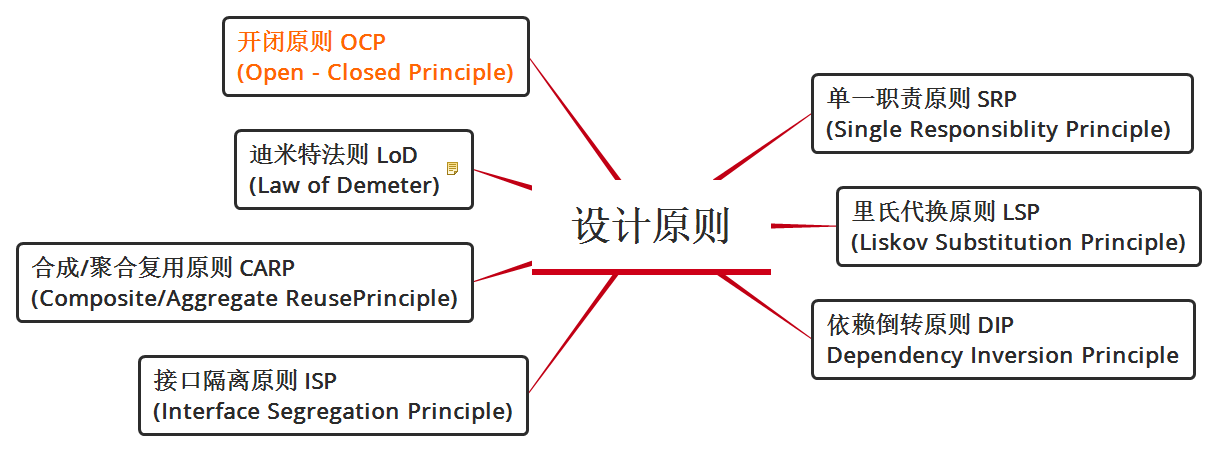 开闭原则 OCP
(Open - Closed Principle)
迪米特法则 LoD
(Law of Demeter)
合成/聚合复用原则 CARP
(Composite/Aggregate ReusePrinciple)
接口隔离原则 ISP
(Interface Segregation Principle)
设计原则
单一职责原则 SRP
(Single Responsiblity Principle)
里氏代换原则 LSP
(Liskov Substitution Principle)
依赖倒转原则 DIP
Dependency Inversion Principle